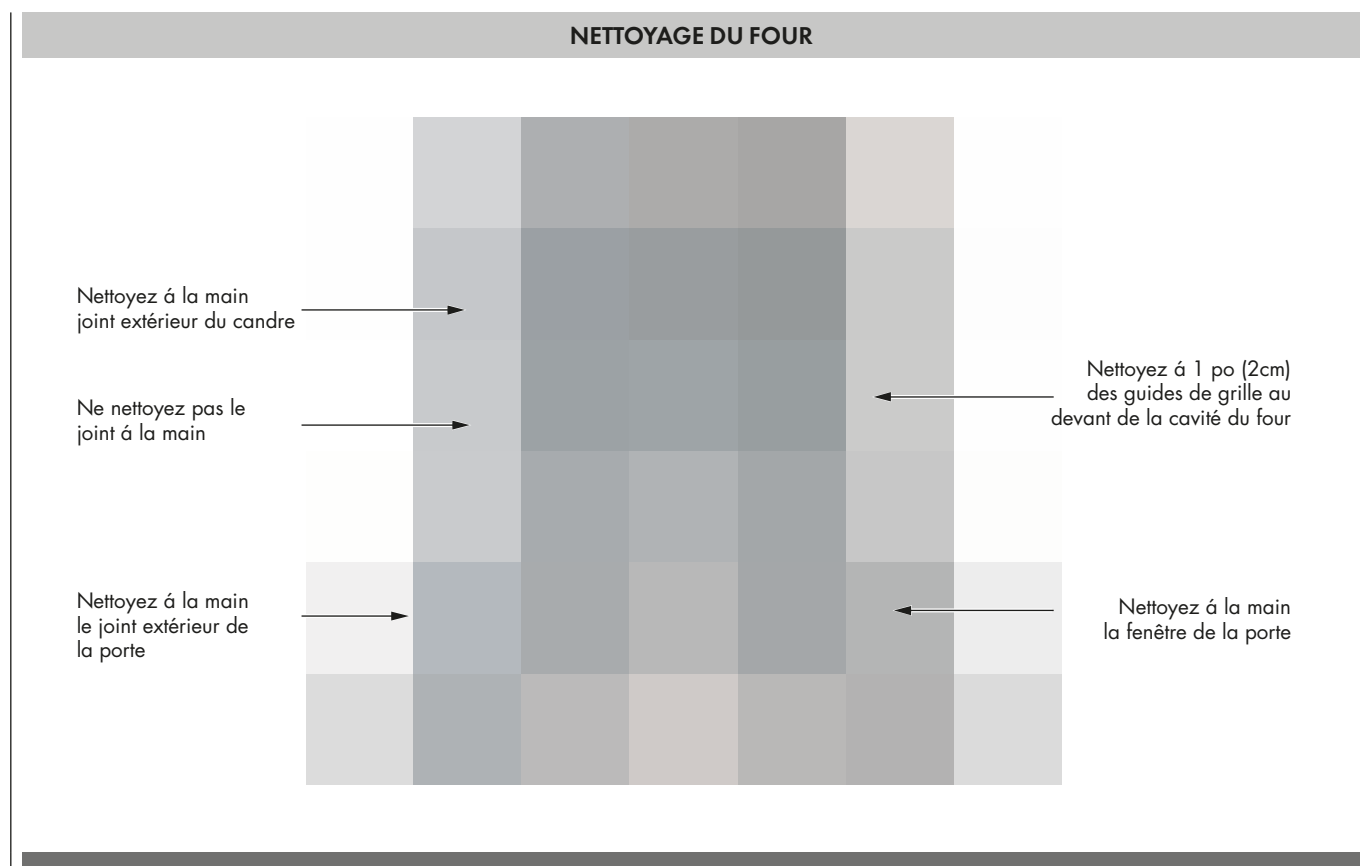 NETTOYAGE DU FOUR
Nettoyez á la main
joint extérieur du candre
Ne nettoyez pas le
joint á la main
Nettoyez á la main
le joint extérieur de
la porte
Nettoyez á 1 po (2cm)
des guides de grille au
devant de la cavité du four
Nettoyez á la main
la fenêtre de la porte